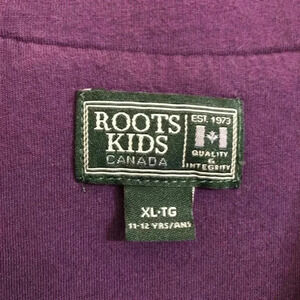 ROOTS
KIDS
CANADA
EST. 1973
QUALITY
&
INTEGRITY
XL·TG
11-12 YRS/ANS